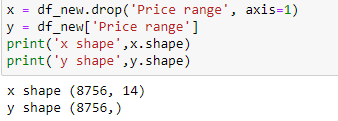 x = df_new.drop('Price range', axis=1)
y = df_new['Price range']
print('x shape',x.shape)
print('y shape',y.shape)
x shape (8756, 14)
y shape (8756,)